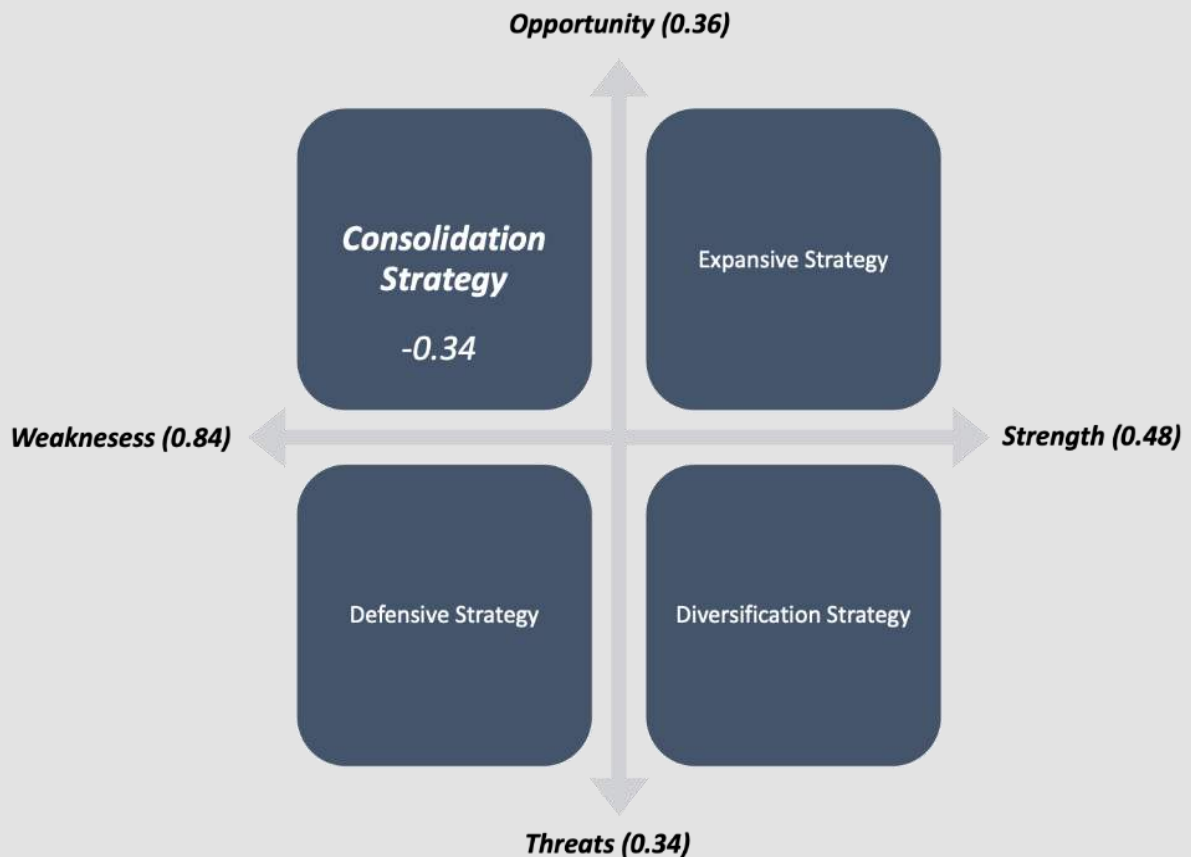 Opportunity (0.36)
Consolidation
Strategy
-0.34
Expansive Strategy
Weaknesess (0.84)
Strength (0.48)
Defensive Strategy
Diversification Strategy
Threats (0.34)